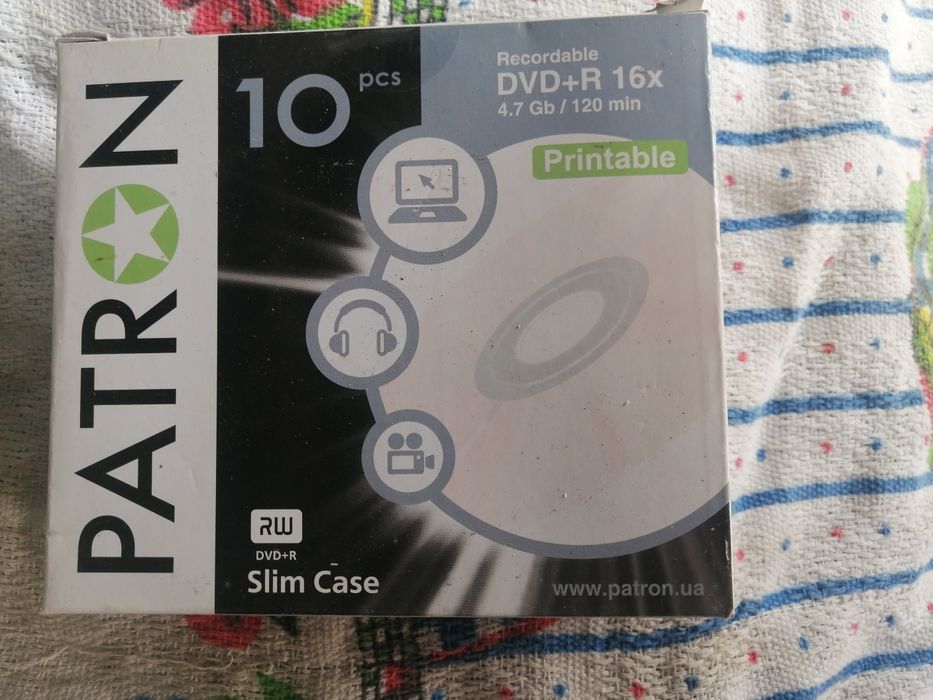 PATRON
10 pcs
Recordable
DVD+R 16x
4.7 Gb / 120 min
Printable
RW
DVD+R
Slim Case
www.patron.ua